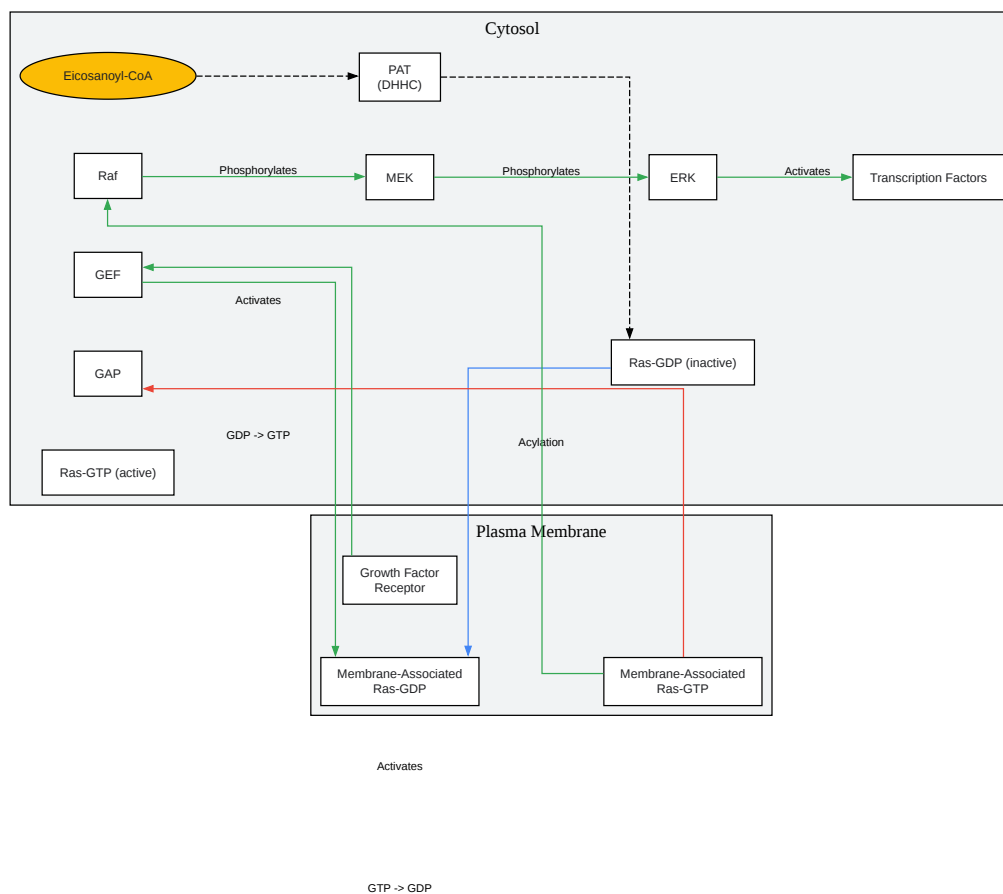 Cytosol
Eicosanoyl-CoA
PAT
(DHHC)
Raf
Phosphorylates
MEK
Phosphorylates
ERK
Activates
Transcription Factors
GEF
Activates
Ras-GDP (inactive)
GAP
GDP -> GTP
Acylation
Ras-GTP (active)
Plasma Membrane
Growth Factor
Receptor
Membrane-Associated
Ras-GDP
Membrane-Associated
Ras-GTP
Activates
GTP -> GDP